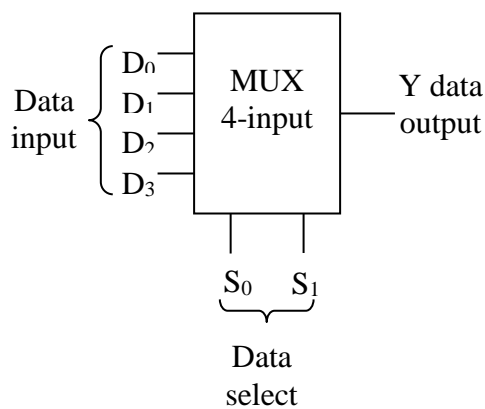 Data
input
D₀
D₁
D₂
D₃
MUX
4-input
Y data
output
S₀
S₁
Data
select